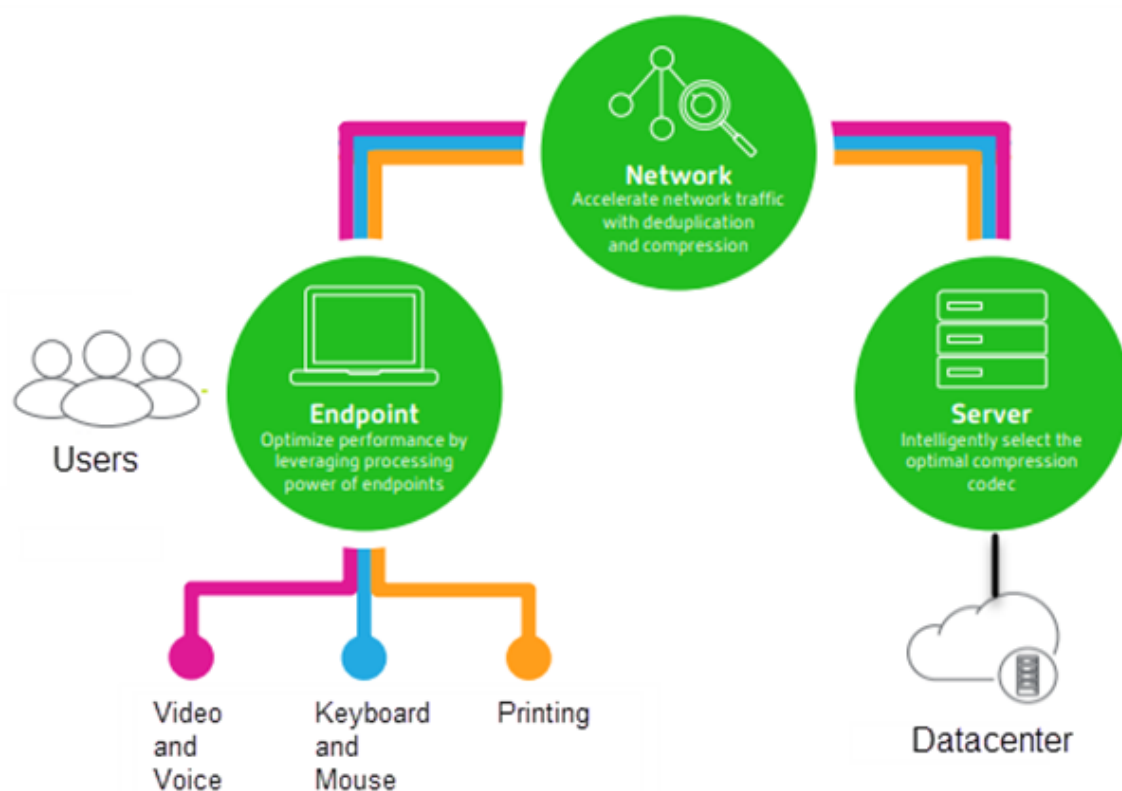 Network
Accelerate network traffic
with deduplication
and compression
Endpoint
Optimize performance by
leveraging processing
power of endpoints
Server
Intelligently select the
optimal compression
codec
Users
Video
and
Voice
Keyboard
and
Mouse
Printing
Datacenter